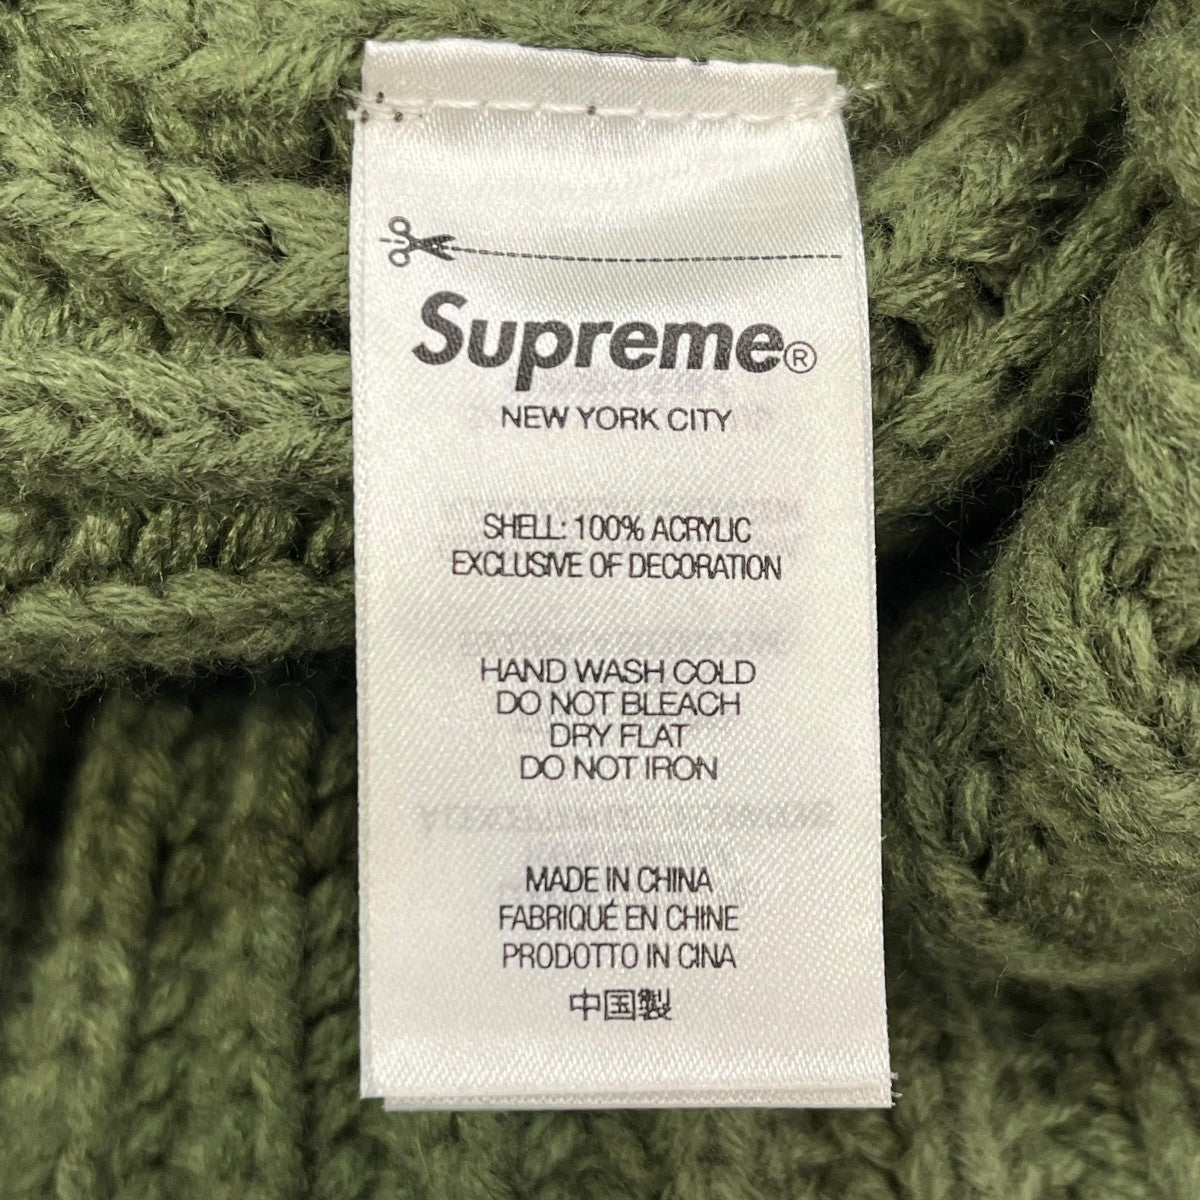 Supreme®
NEW YORK CITY
SHELL: 100% ACRYLIC
EXCLUSIVE OF DECORATION
HAND WASH COLD
DO NOT BLEACH
DRY FLAT
DO NOT IRON
MADE IN CHINA
FABRIQUÉ EN CHINE
PRODOTTO IN CINA
中国製